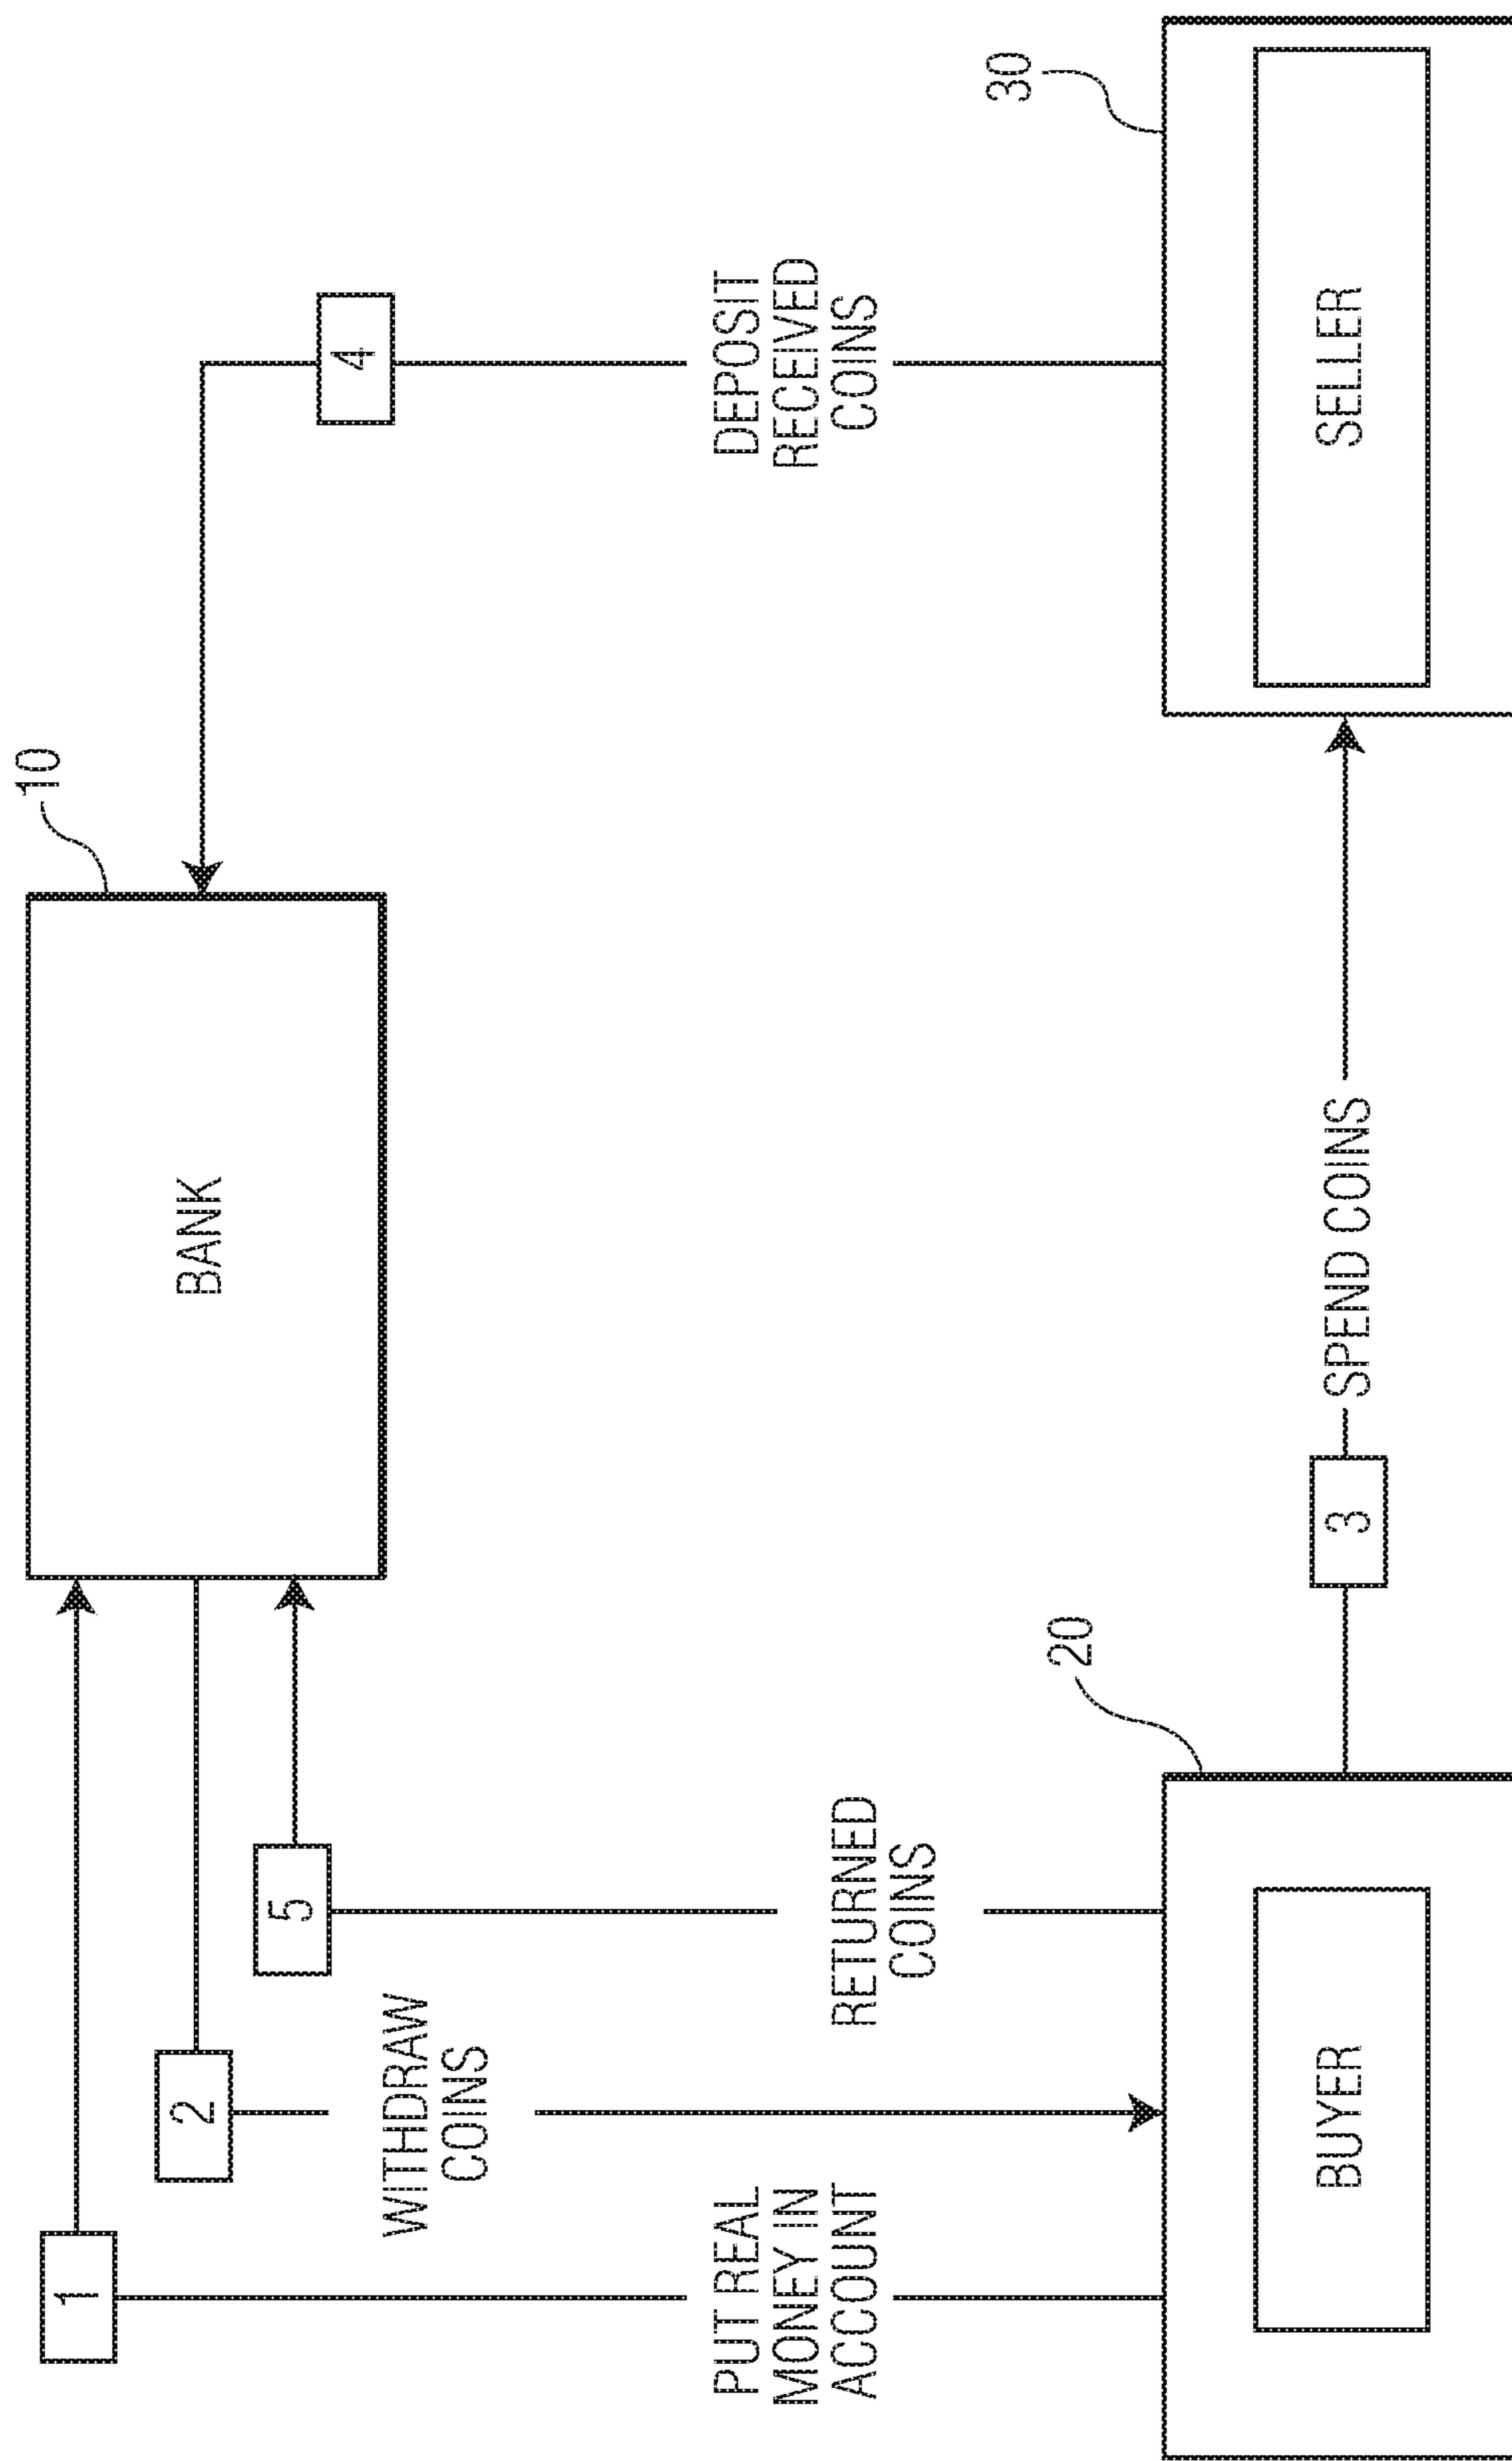 1
2
5
BANK
10
4
WITHDRAW
COINS
PUT REAL
MONEY IN
ACCOUNT
RETURNED
COINS
DEPOSIT
RECEIVED
COINS
20
30
BUYER
3
SPEND COINS
SELLER